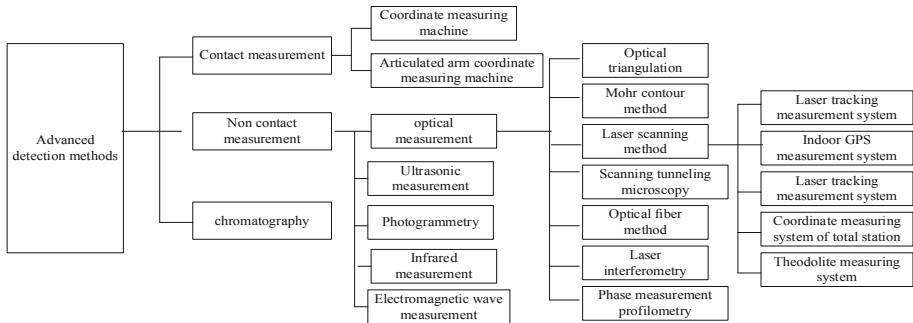 Advanced
detection methods
Contact measurement
Non contact
measurement
chromatography
Coordinate measuring
machine
Articulated arm coordinate
measuring machine
optical
measurement
Ultrasonic
measurement
Photogrammetry
Infrared
measurement
Electromagnetic wave
measurement
Optical
triangulation
Mohr contour
method
Laser scanning
method
Scanning tunneling
microscopy
Optical fiber
method
Laser
interferometry
Phase measurement
profilometry
Laser tracking
measurement system
Indoor GPS
measurement system
Laser tracking
measurement system
Coordinate measuring
system of total station
Theodolite measuring
system